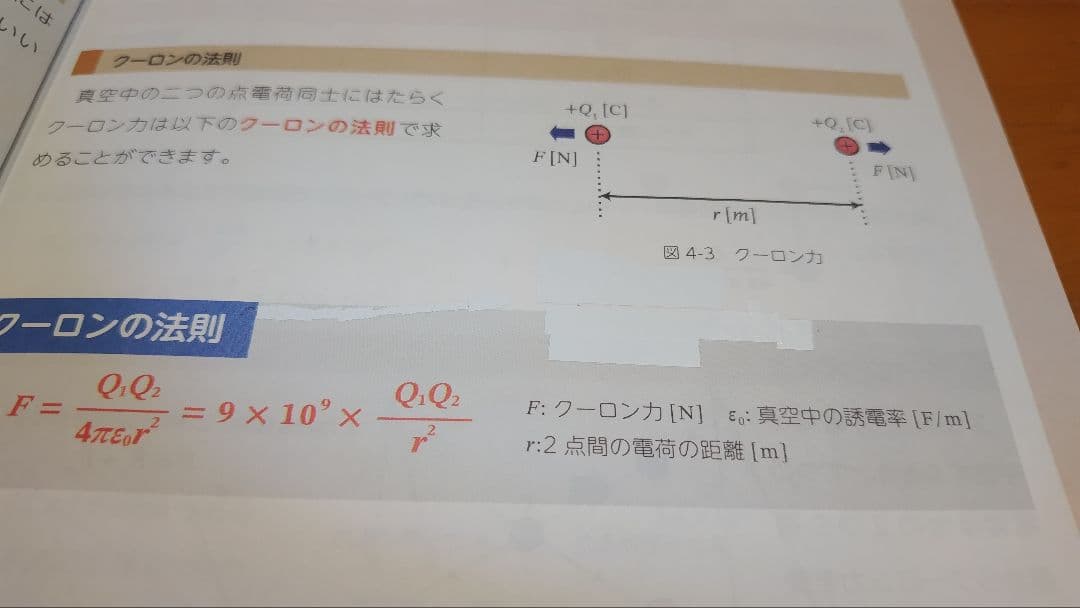 には
いい
クーロンの法則
真空中の二つの点電荷同士にはたらく
クーロン力は以下のクーロンの法則で求
めることができます。
+Q₁[C]
+Q₂[C]
F[N]
F[N]
r[m]
図 4-3 クーロン力
クーロンの法則
F = Q₁Q₂ / 4πε₀r² = 9 × 10⁹ × Q₁Q₂ / r²
F: クーロン力 [N] ε₀: 真空中の誘電率 [F/m]
r:2 点間の電荷の距離 [m]